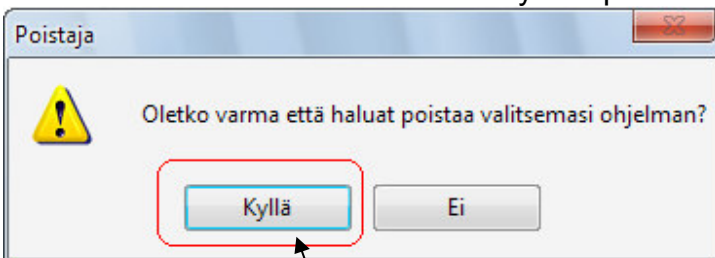 Poistaja
Oletko varma että haluat poistaa valitsemasi ohjelman?
Kyllä
Ei